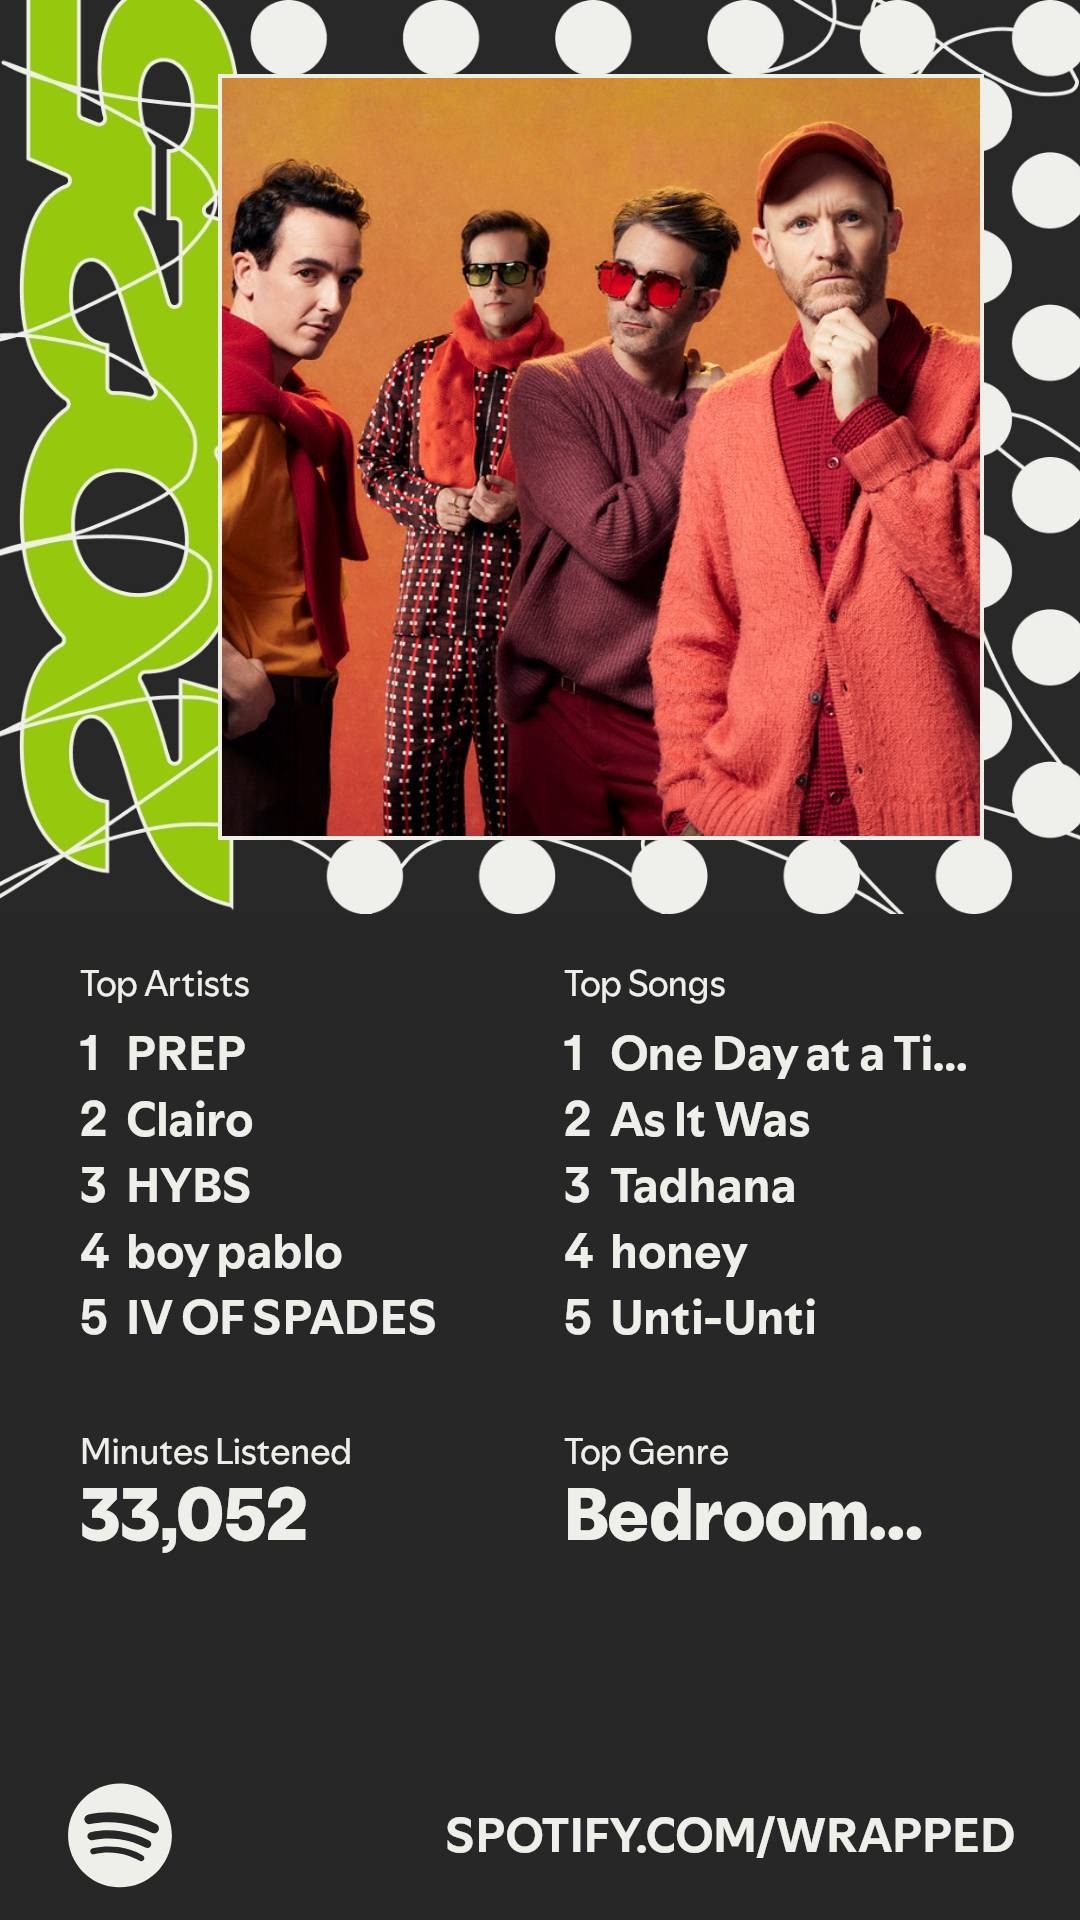 2025
Top Artists
1 PREP
2 Clairo
3 HYBS
4 boy pablo
5 IV OF SPADES
Top Songs
1 One Day at a Ti...
2 As It Was
3 Tadhana
4 honey
5 Unti-Unti
Minutes Listened
33,052
Top Genre
Bedroom...
SPOTIFY.COM/WRAPPED